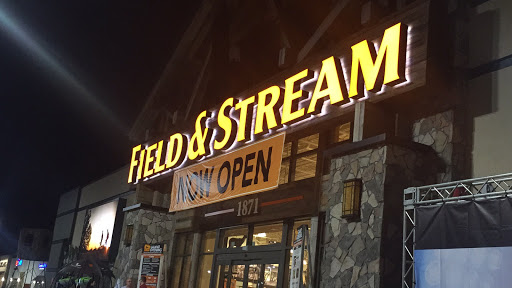 FIELD & STREAM
NOW OPEN
1871